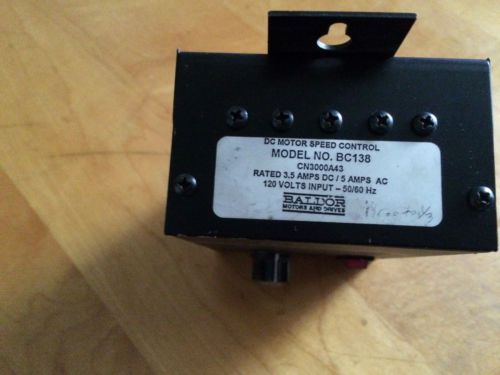 DC MOTOR SPEED CONTROL
MODEL NO. BC138
CN3000A43
RATED 3.5 AMPS DC / 5 AMPS AC
120 VOLTS INPUT – 50/60 Hz
BALDOR
MOTORS AND DRIVES